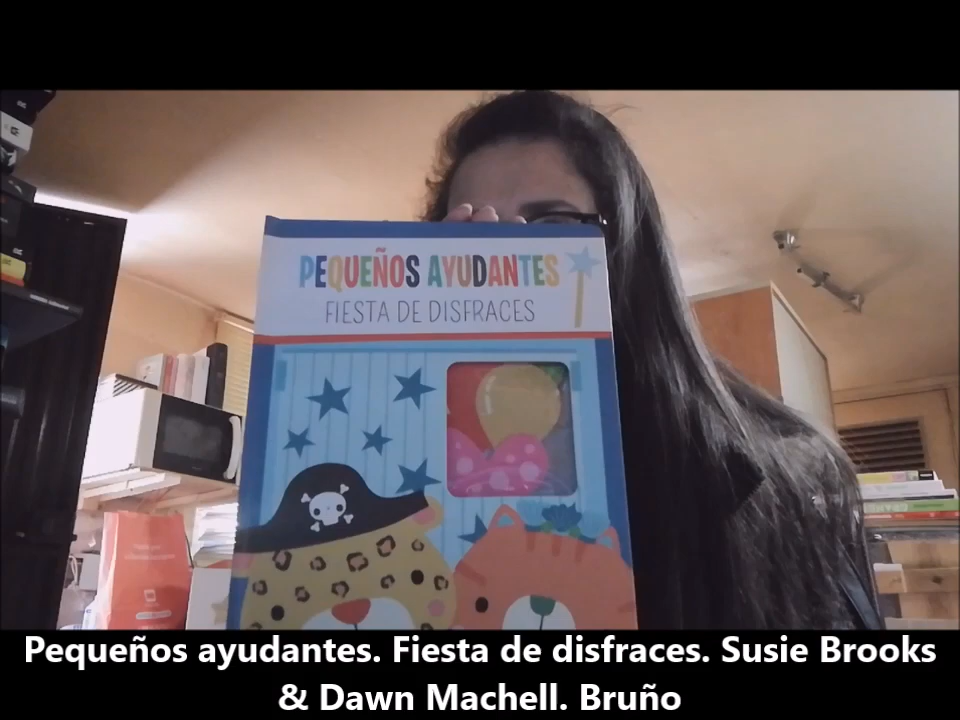 PEQUEÑOS AYUDANTES
FIESTA DE DISFRACES
Pequeños ayudantes. Fiesta de disfraces. Susie Brooks
& Dawn Machell. Bruño